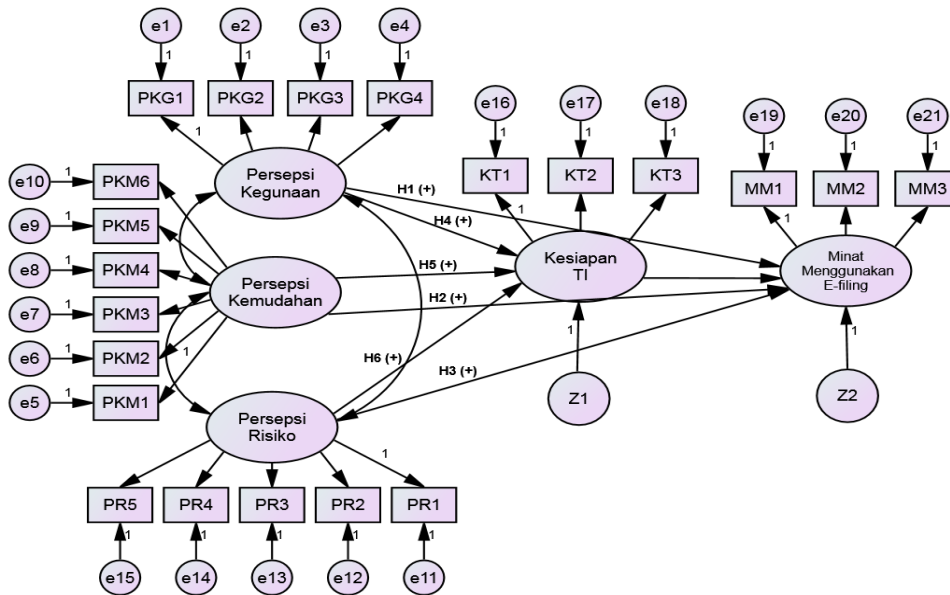 e1 e2 e3 e4
1 1 1 1
PKG1 PKG2 PKG3 PKG4
1
e16 e17 e18
1 1 1
e19 e20 e21
1 1 1
KT1 KT2 KT3
MM1 MM2 MM3
1
1
Persepsi
Kegunaan
e10 1 PKM6
e9 1 PKM5
e8 1 PKM4
e7 1 PKM3
e6 1 PKM2
e5 1 PKM1
1
Persepsi
Kemudahan
H1 (+)
H4 (+)
H5 (+)
H2 (+)
H6 (+)
H3 (+)
Kesiapan
TI
Minat
Menggunakan
E-filing
1
1
Z1
Z2
Persepsi
Risiko
1
PR5 PR4 PR3 PR2 PR1
1 1 1 1 1
e15 e14 e13 e12 e11